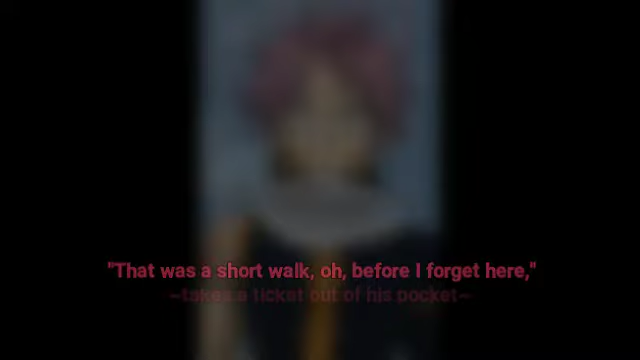 "That was a short walk, oh, before I forget here,"
~takes a ticket out of his pocket~